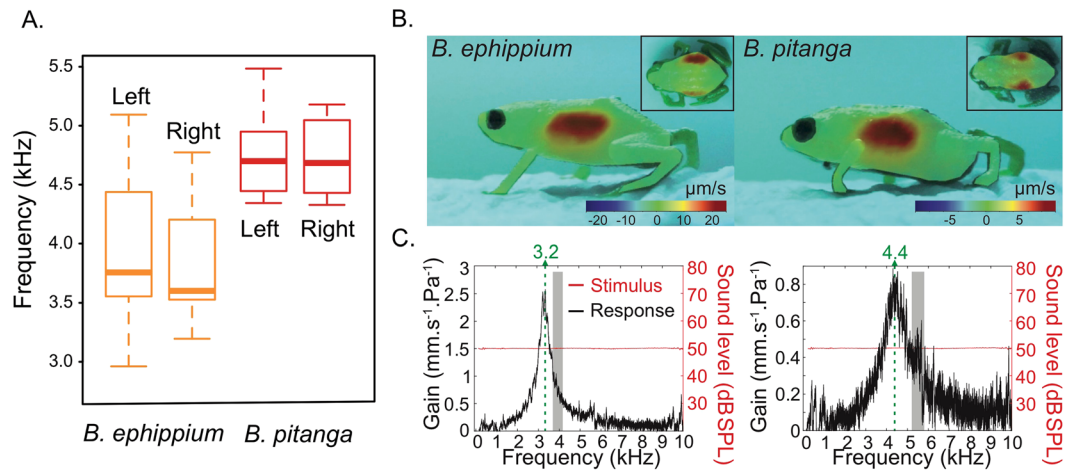 A.
Frequency (kHz)
5.5
5.0
4.5
4.0
3.5
3.0
Left
Right
Left
Right
B. ephippium
B. pitanga
B.
B. ephippium
µm/s
-20 -10 0 10 20
B. pitanga
µm/s
-5 0 5
C.
3.2
Gain (mm.s-1.Pa-1)
3
2.5
2
1.5
1
0.5
0
Stimulus
Response
80
70
60
50
40
30
Sound level (dBSPL)
0 1 2 3 4 5 6 7 8 9 10
Frequency (kHz)
4.4
Gain (mm.s-1.Pa-1)
0.8
0.6
0.4
0.2
0
80
70
60
50
40
30
Sound level (dBSPL)
0 1 2 3 4 5 6 7 8 9 10
Frequency (kHz)